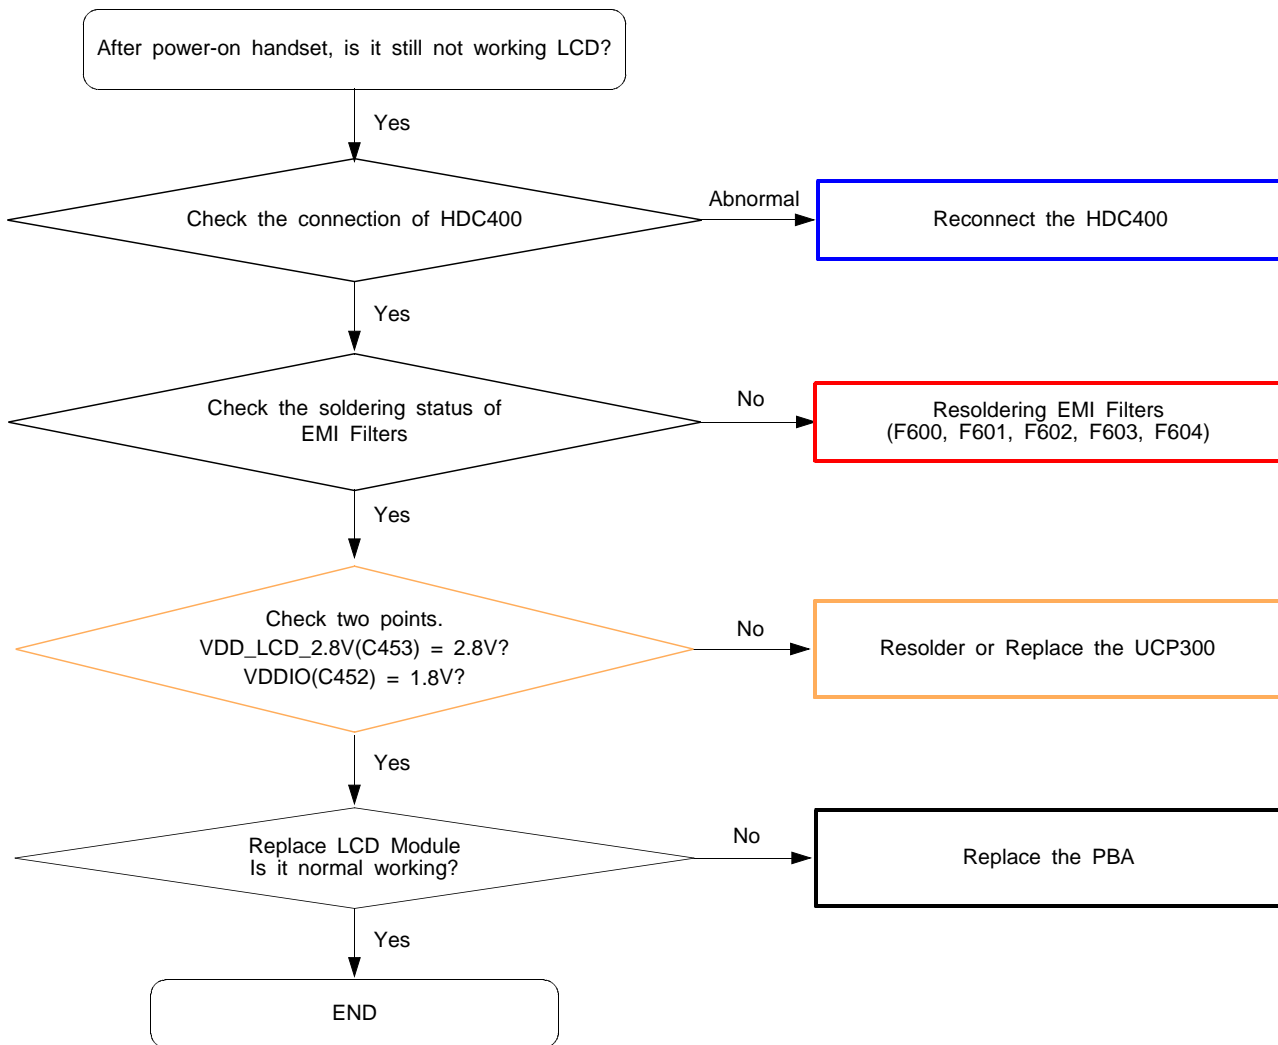 After power-on handset, is it still not working LCD?
Yes
Check the connection of HDC400
Abnormal
Reconnect the HDC400
Yes
Check the soldering status of
EMI Filters
No
Resoldering EMI Filters
(F600, F601, F602, F603, F604)
Yes
Check two points.
VDD_LCD_2.8V(C453) = 2.8V?
VDDIO(C452) = 1.8V?
No
Resolder or Replace the UCP300
Yes
Replace LCD Module
Is it normal working?
No
Replace the PBA
Yes
END